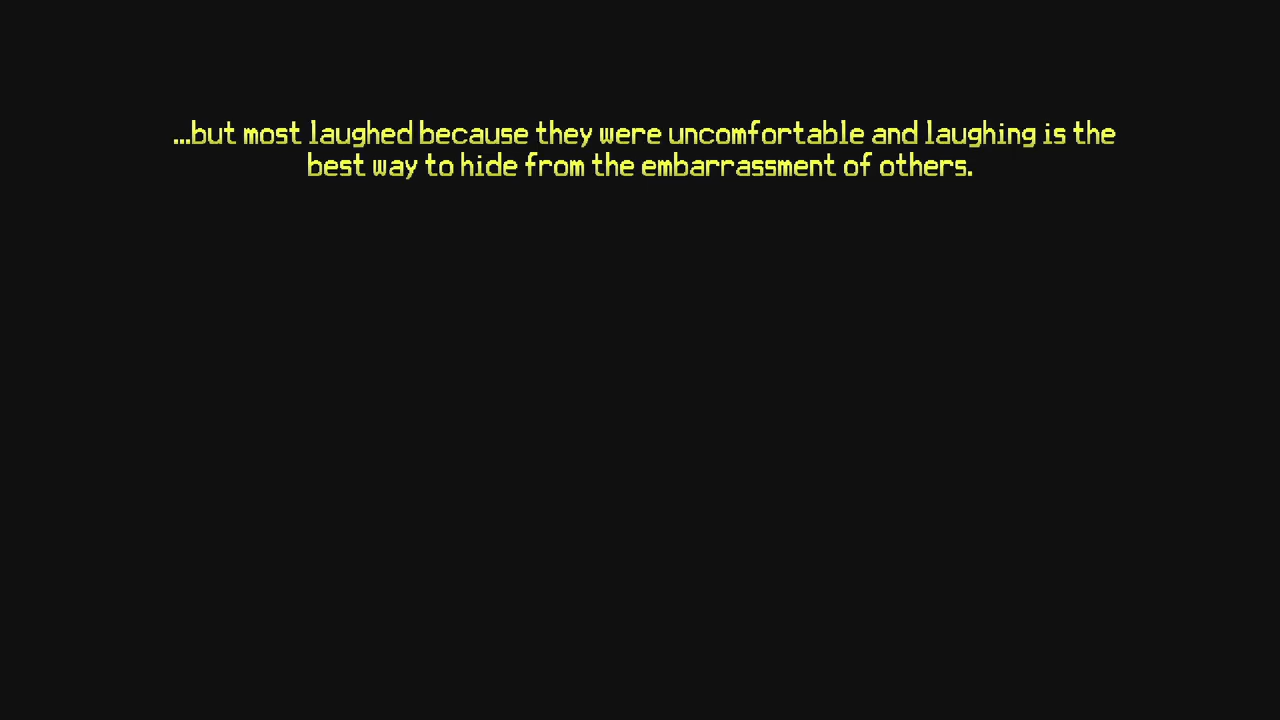 ...but most laughed because they were uncomfortable and laughing is the
best way to hide from the embarrassment of others.